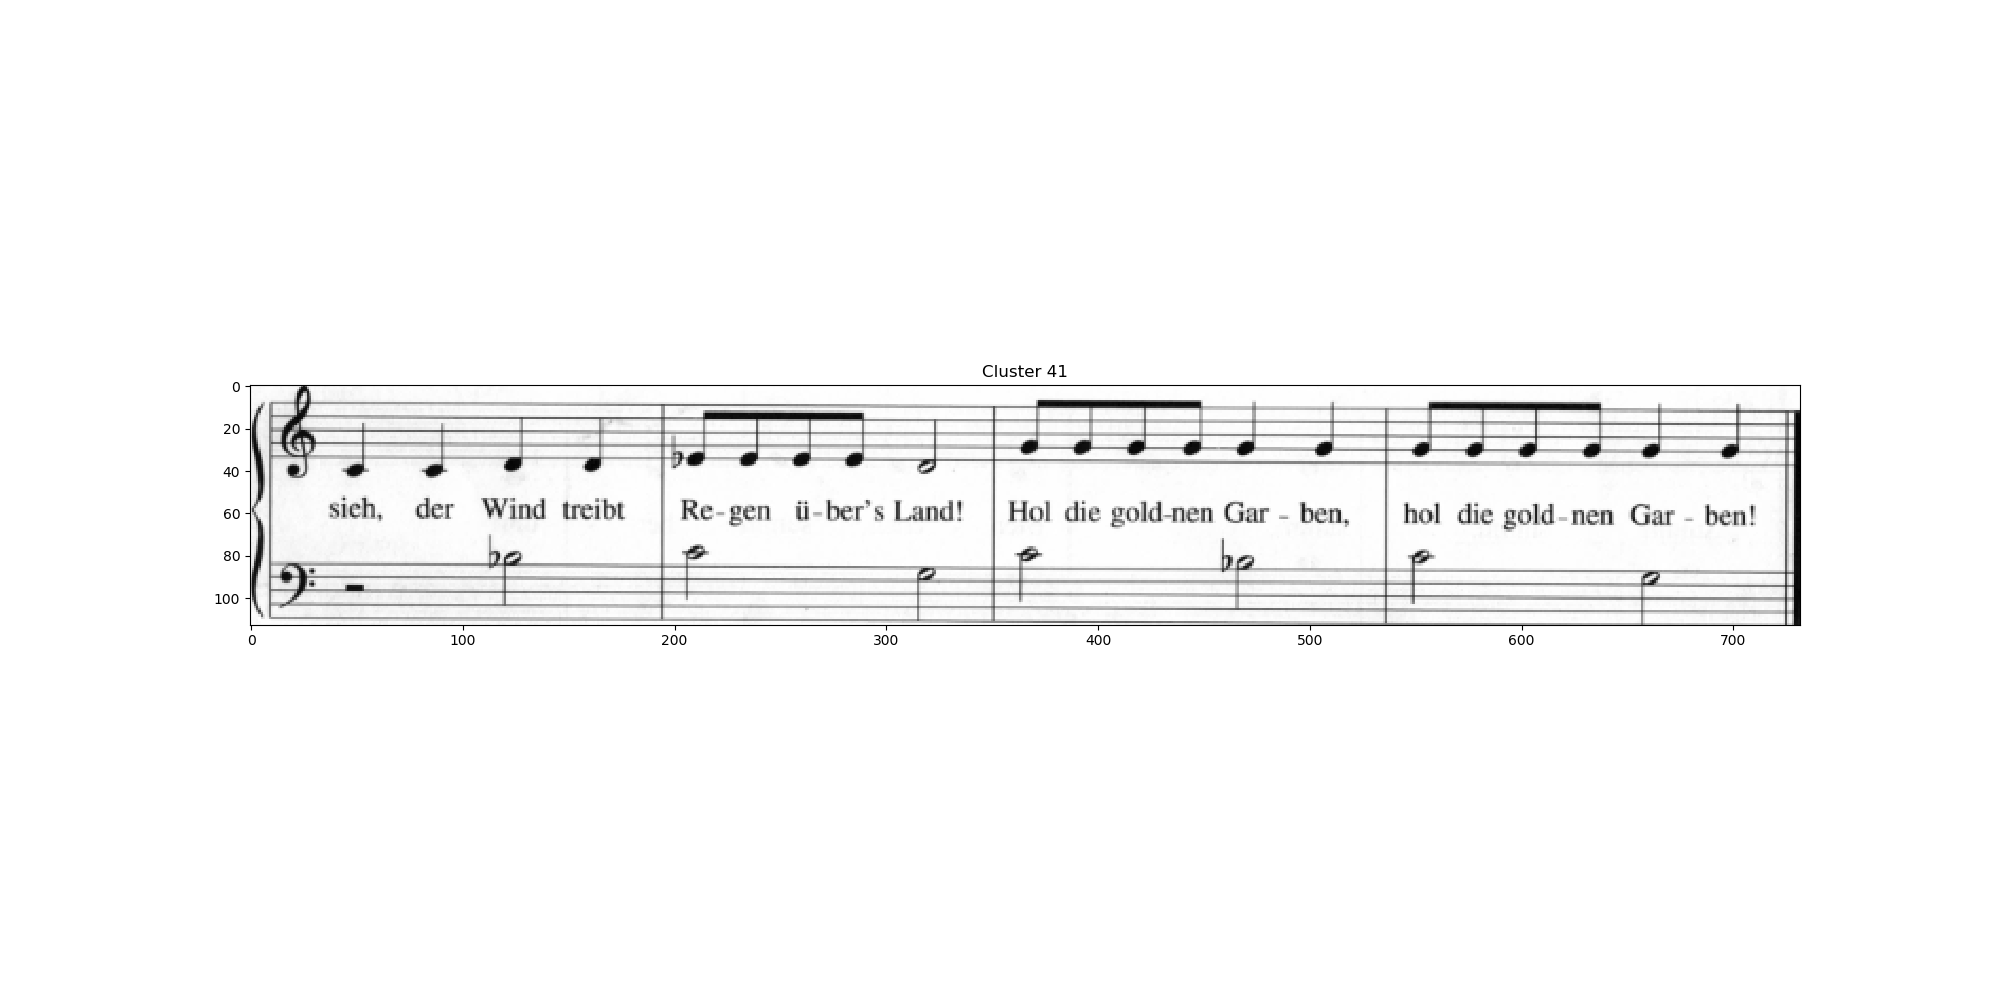 Cluster 41
0
20
40
60
80
100
sieh, der Wind treibt Re-gen ü-ber's Land! Hol die gold-nen Gar - ben, hol die gold-nen Gar - ben!
0 100 200 300 400 500 600 700